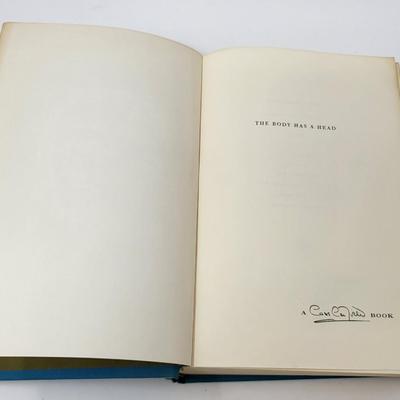 THE BODY HAS A HEAD
A Cass Canfield BOOK